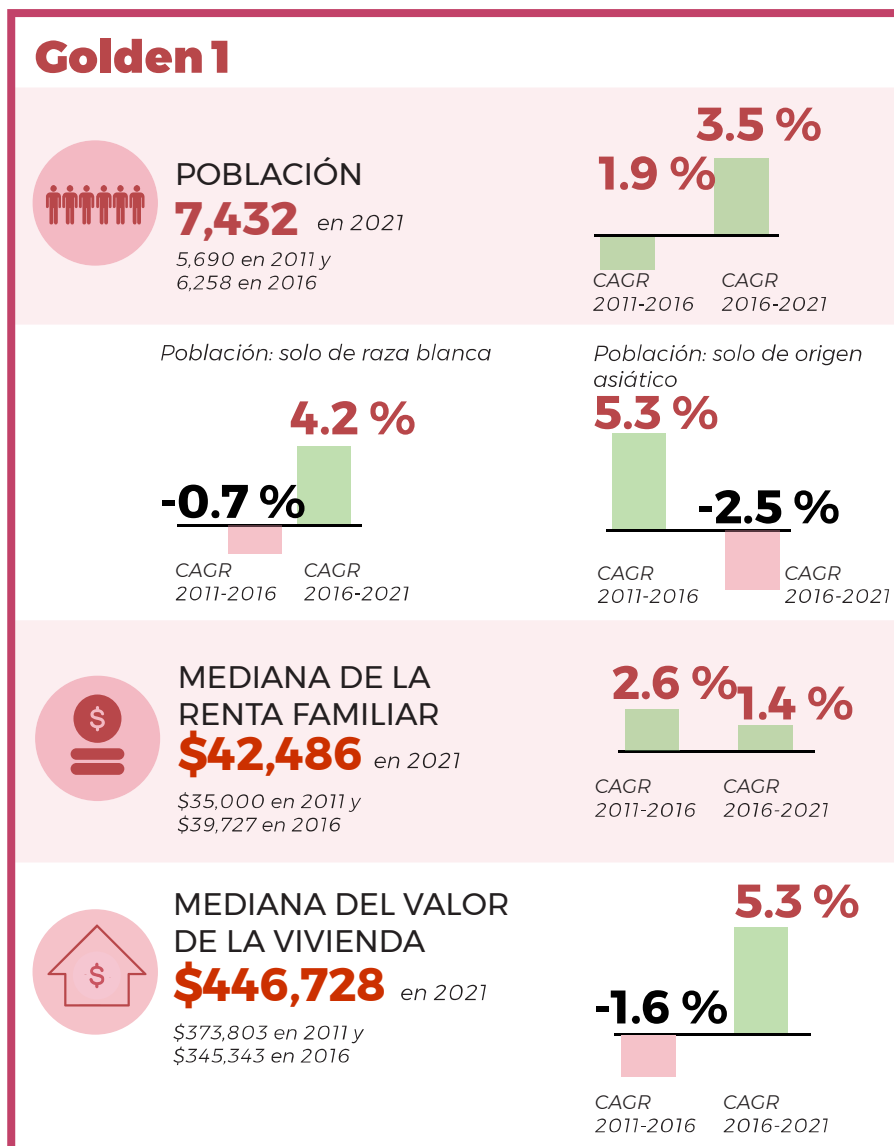 Golden 1
POBLACIÓN
7,432 en 2021
5,690 en 2011 y
6,258 en 2016
1.9 %
3.5 %
CAGR
2011-2016
CAGR
2016-2021
Población: solo de raza blanca
-0.7 %
4.2 %
CAGR
2011-2016
CAGR
2016-2021
Población: solo de origen
asiático
5.3 %
-2.5 %
CAGR
2011-2016
CAGR
2016-2021
$
MEDIANA DE LA
RENTA FAMILIAR
$42,486 en 2021
$35,000 en 2011 y
$39,727 en 2016
2.6 %
1.4 %
CAGR
2011-2016
CAGR
2016-2021
$
MEDIANA DEL VALOR
DE LA VIVIENDA
$446,728 en 2021
$373,803 en 2011 y
$345,343 en 2016
-1.6 %
5.3 %
CAGR
2011-2016
CAGR
2016-2021